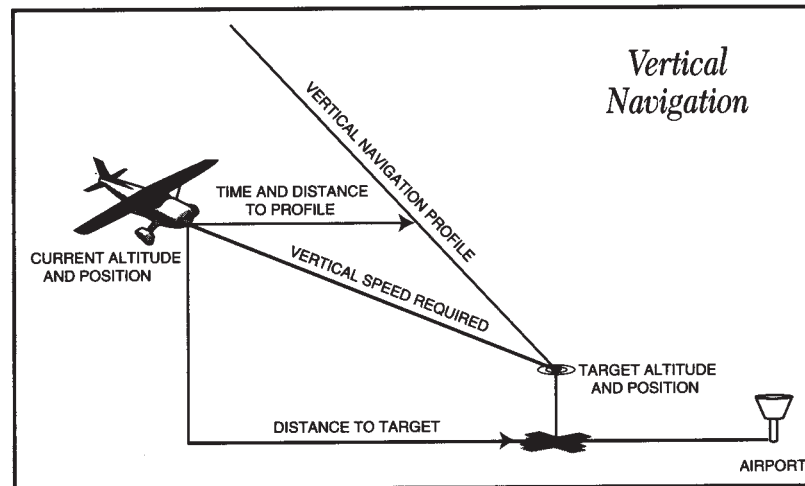 Vertical
Navigation
VERTICAL NAVIGATION PROFILE
TIME AND DISTANCE
TO PROFILE
CURRENT ALTITUDE
AND POSITION
VERTICAL SPEED REQUIRED
TARGET ALTITUDE
AND POSITION
DISTANCE TO TARGET
AIRPORT